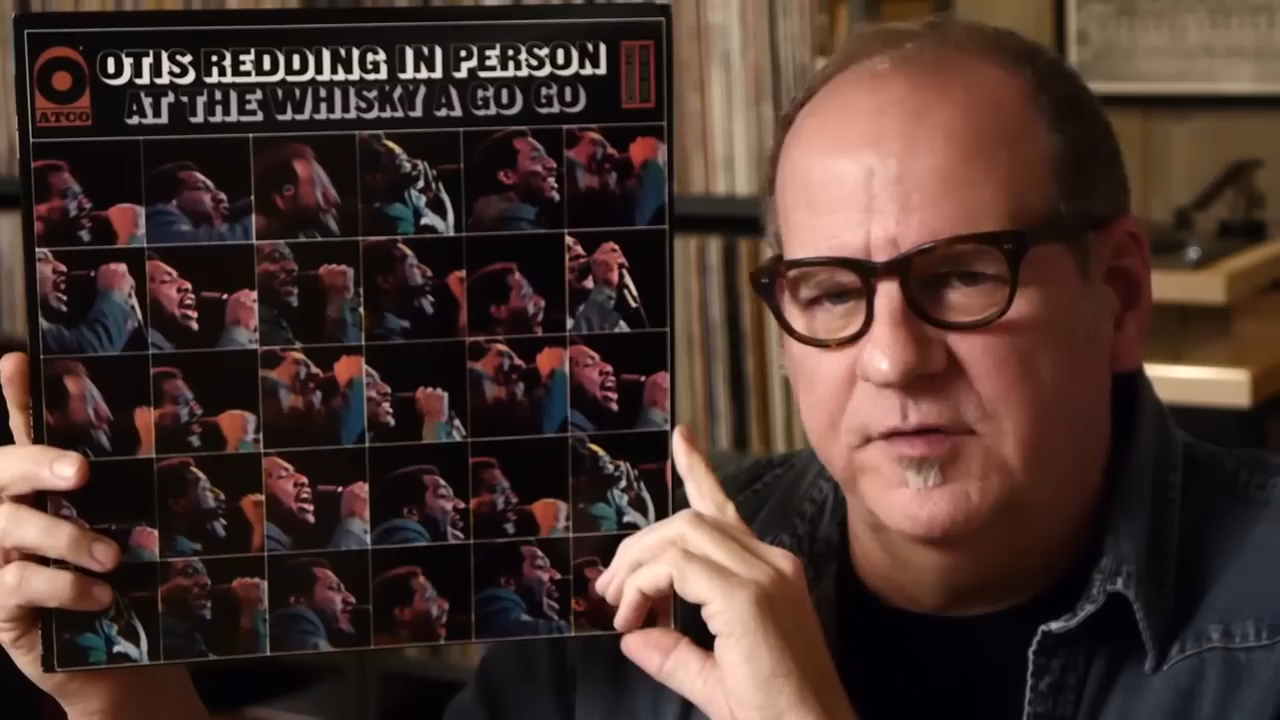 OTIS REDDING IN PERSON
AT THE WHISKY A GO GO
ATCO